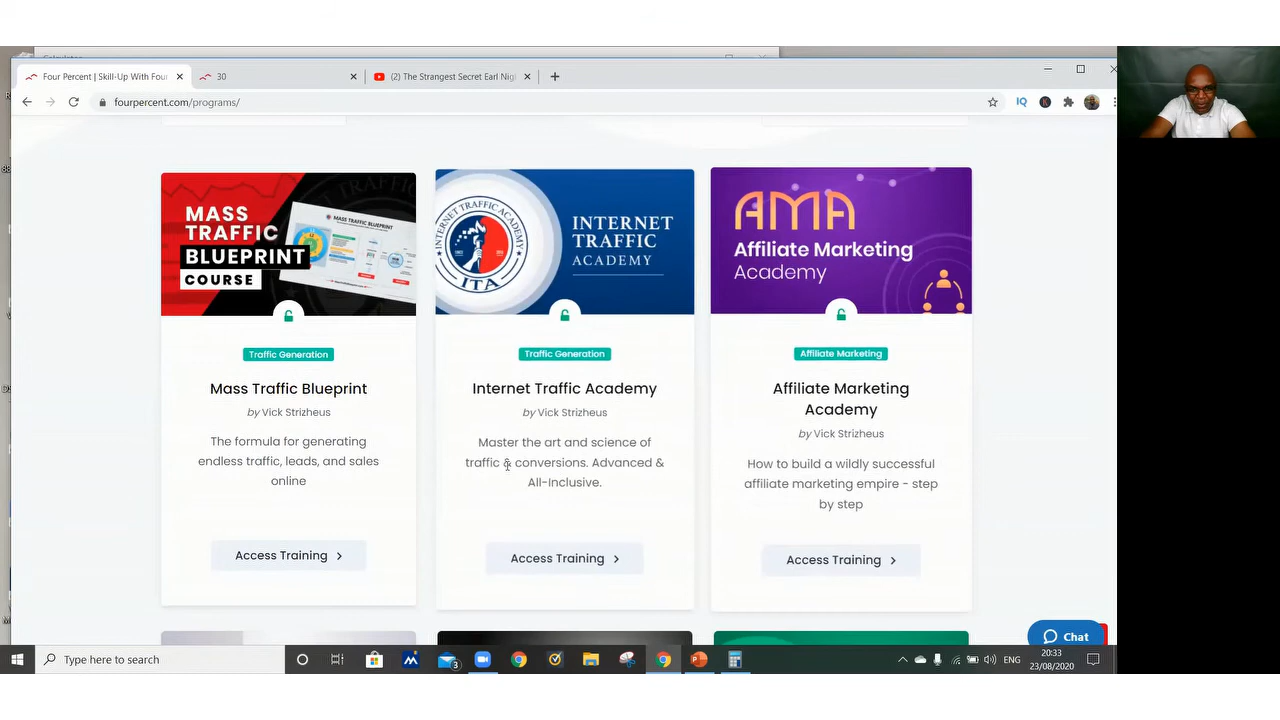 Four Percent | Skill-Up With Four
30
(2) The Strangest Secret Earl Nig
fourpercent.com/programs/
IQ
MASS
TRAFFIC
BLUEPRINT
COURSE
MASS TRAFFIC BLUEPRINT
INTERNET TRAFFIC ACADEMY
ITA
INTERNET
TRAFFIC
ACADEMY
AMA
Affiliate Marketing
Academy
Traffic Generation
Traffic Generation
Affiliate Marketing
Mass Traffic Blueprint
by Vick Strizheus
The formula for generating
endless traffic, leads, and sales
online
Access Training
Internet Traffic Academy
by Vick Strizheus
Master the art and science of
traffic & conversions. Advanced &
All-Inclusive.
Access Training
Affiliate Marketing
Academy
by Vick Strizheus
How to build a wildly successful
affiliate marketing empire - step
by step
Access Training
Chat
Type here to search
3
ENG
20:33
23/08/2020